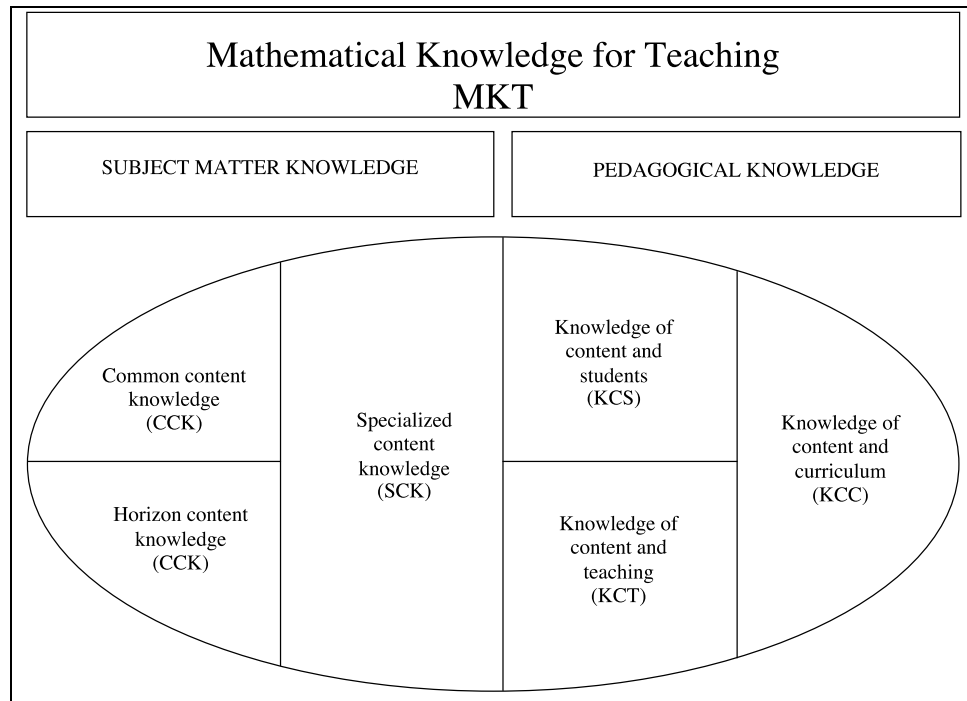 Mathematical Knowledge for Teaching
MKT
SUBJECT MATTER KNOWLEDGE
PEDAGOGICAL KNOWLEDGE
Common content
knowledge
(CCK)
Horizon content
knowledge
(CCK)
Specialized
content
knowledge
(SCK)
Knowledge of
content and
students
(KCS)
Knowledge of
content and
teaching
(KCT)
Knowledge of
content and
curriculum
(KCC)